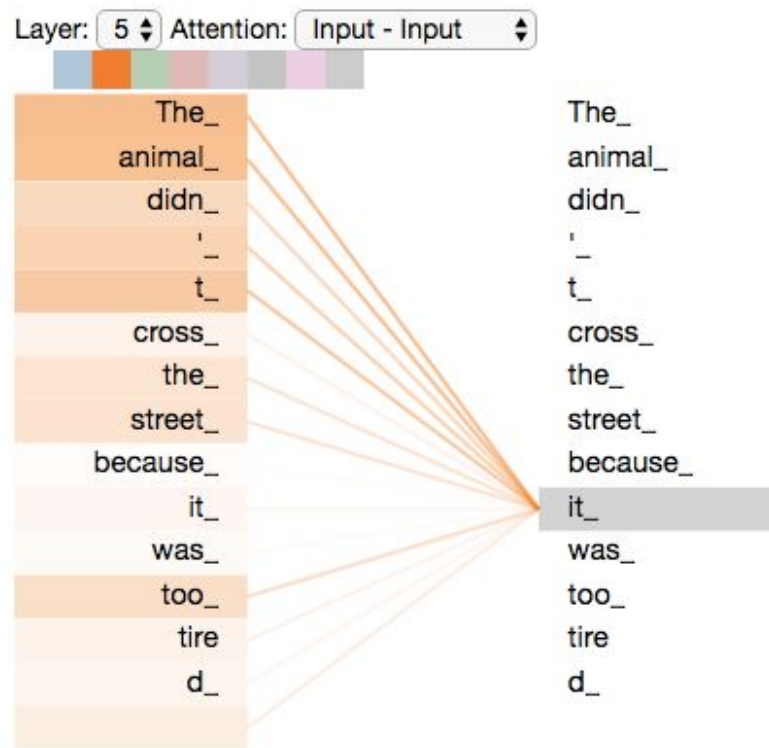 Layer: 5 Attention: Input - Input
The_ The_
animal_ animal_
didn_ didn_
'_ '_
t_ t_
cross_ cross_
the_ the_
street_ street_
because_ because_
it_ it_
was_ was_
too_ too_
tire tire
d_ d_